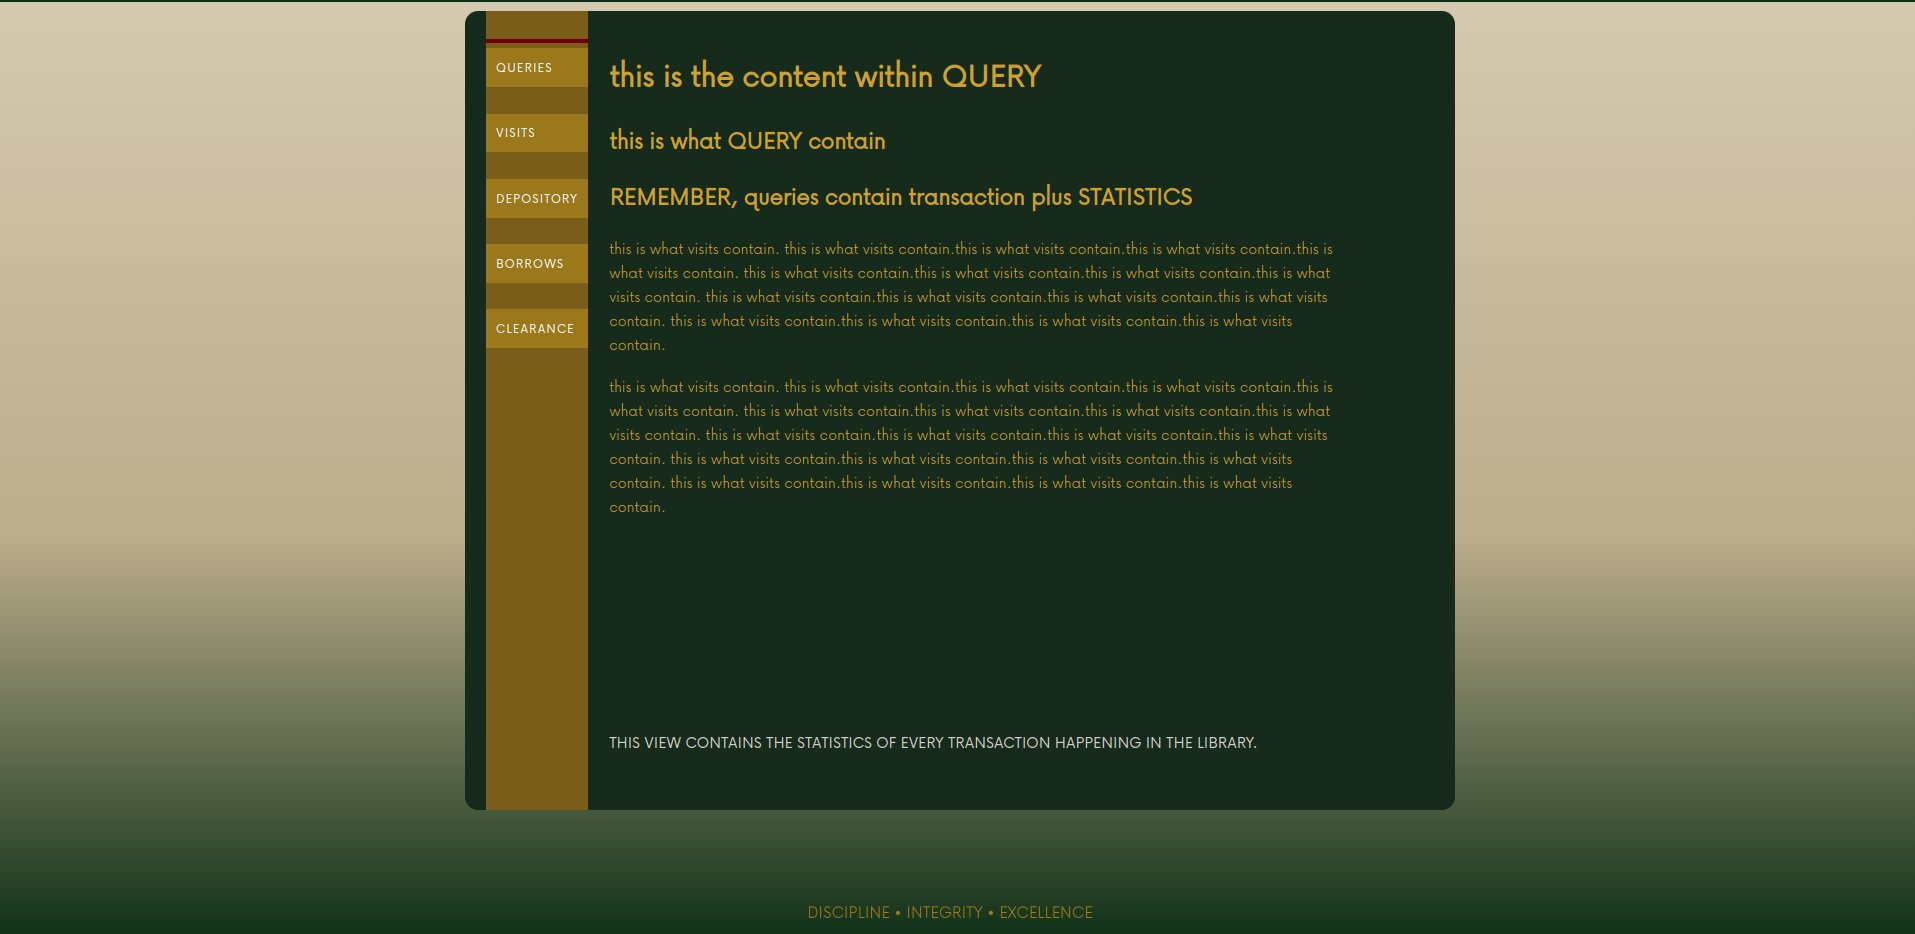 QUERIES
VISITS
DEPOSITORY
BORROWS
CLEARANCE
this is the content within QUERY
this is what QUERY contain
REMEMBER, queries contain transaction plus STATISTICS
this is what visits contain. this is what visits contain.this is what visits contain.this is what visits contain.this is
what visits contain. this is what visits contain.this is what visits contain.this is what visits contain.this is what
visits contain. this is what visits contain.this is what visits contain.this is what visits contain.this is what visits
contain. this is what visits contain.this is what visits contain.this is what visits contain.this is what visits
contain.
this is what visits contain. this is what visits contain.this is what visits contain.this is what visits contain.this is
what visits contain. this is what visits contain.this is what visits contain.this is what visits contain.this is what
visits contain. this is what visits contain.this is what visits contain.this is what visits contain.this is what visits
contain. this is what visits contain.this is what visits contain.this is what visits contain.this is what visits
contain. this is what visits contain.this is what visits contain.this is what visits contain.this is what visits
contain.
THIS VIEW CONTAINS THE STATISTICS OF EVERY TRANSACTION HAPPENING IN THE LIBRARY.
DISCIPLINE • INTEGRITY • EXCELLENCE